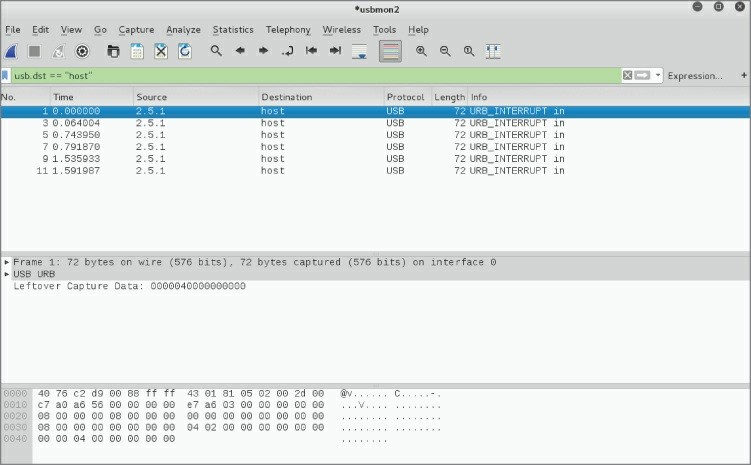 *usbmon2
File Edit View Go Capture Analyze Statistics Telephony Wireless Tools Help
usb.dst == "host" Expression... +
No. Time Source Destination Protocol Length Info
1 0.000000 2.5.1 host USB 72 URB_INTERRUPT in
3 0.064004 2.5.1 host USB 72 URB_INTERRUPT in
5 0.743950 2.5.1 host USB 72 URB_INTERRUPT in
7 0.791870 2.5.1 host USB 72 URB_INTERRUPT in
9 1.535933 2.5.1 host USB 72 URB_INTERRUPT in
11 1.591987 2.5.1 host USB 72 URB_INTERRUPT in
Frame 1: 72 bytes on wire (576 bits), 72 bytes captured (576 bits) on interface 0
USB URB
Leftover Capture Data: 0000040000000000
0000 40 76 c2 d9 00 88 ff ff 43 01 81 05 02 00 2d 00 @v...... C.....-.
0010 c7 a0 a6 56 00 00 00 00 e7 a6 03 00 00 00 00 00 ...V.... ........
0020 08 00 00 00 08 00 00 00 00 00 00 00 00 00 00 00 ........ ........
0030 08 00 00 00 00 00 00 00 04 02 00 00 00 00 00 00 ........ ........
0040 00 00 04 00 00 00 00 00 ........